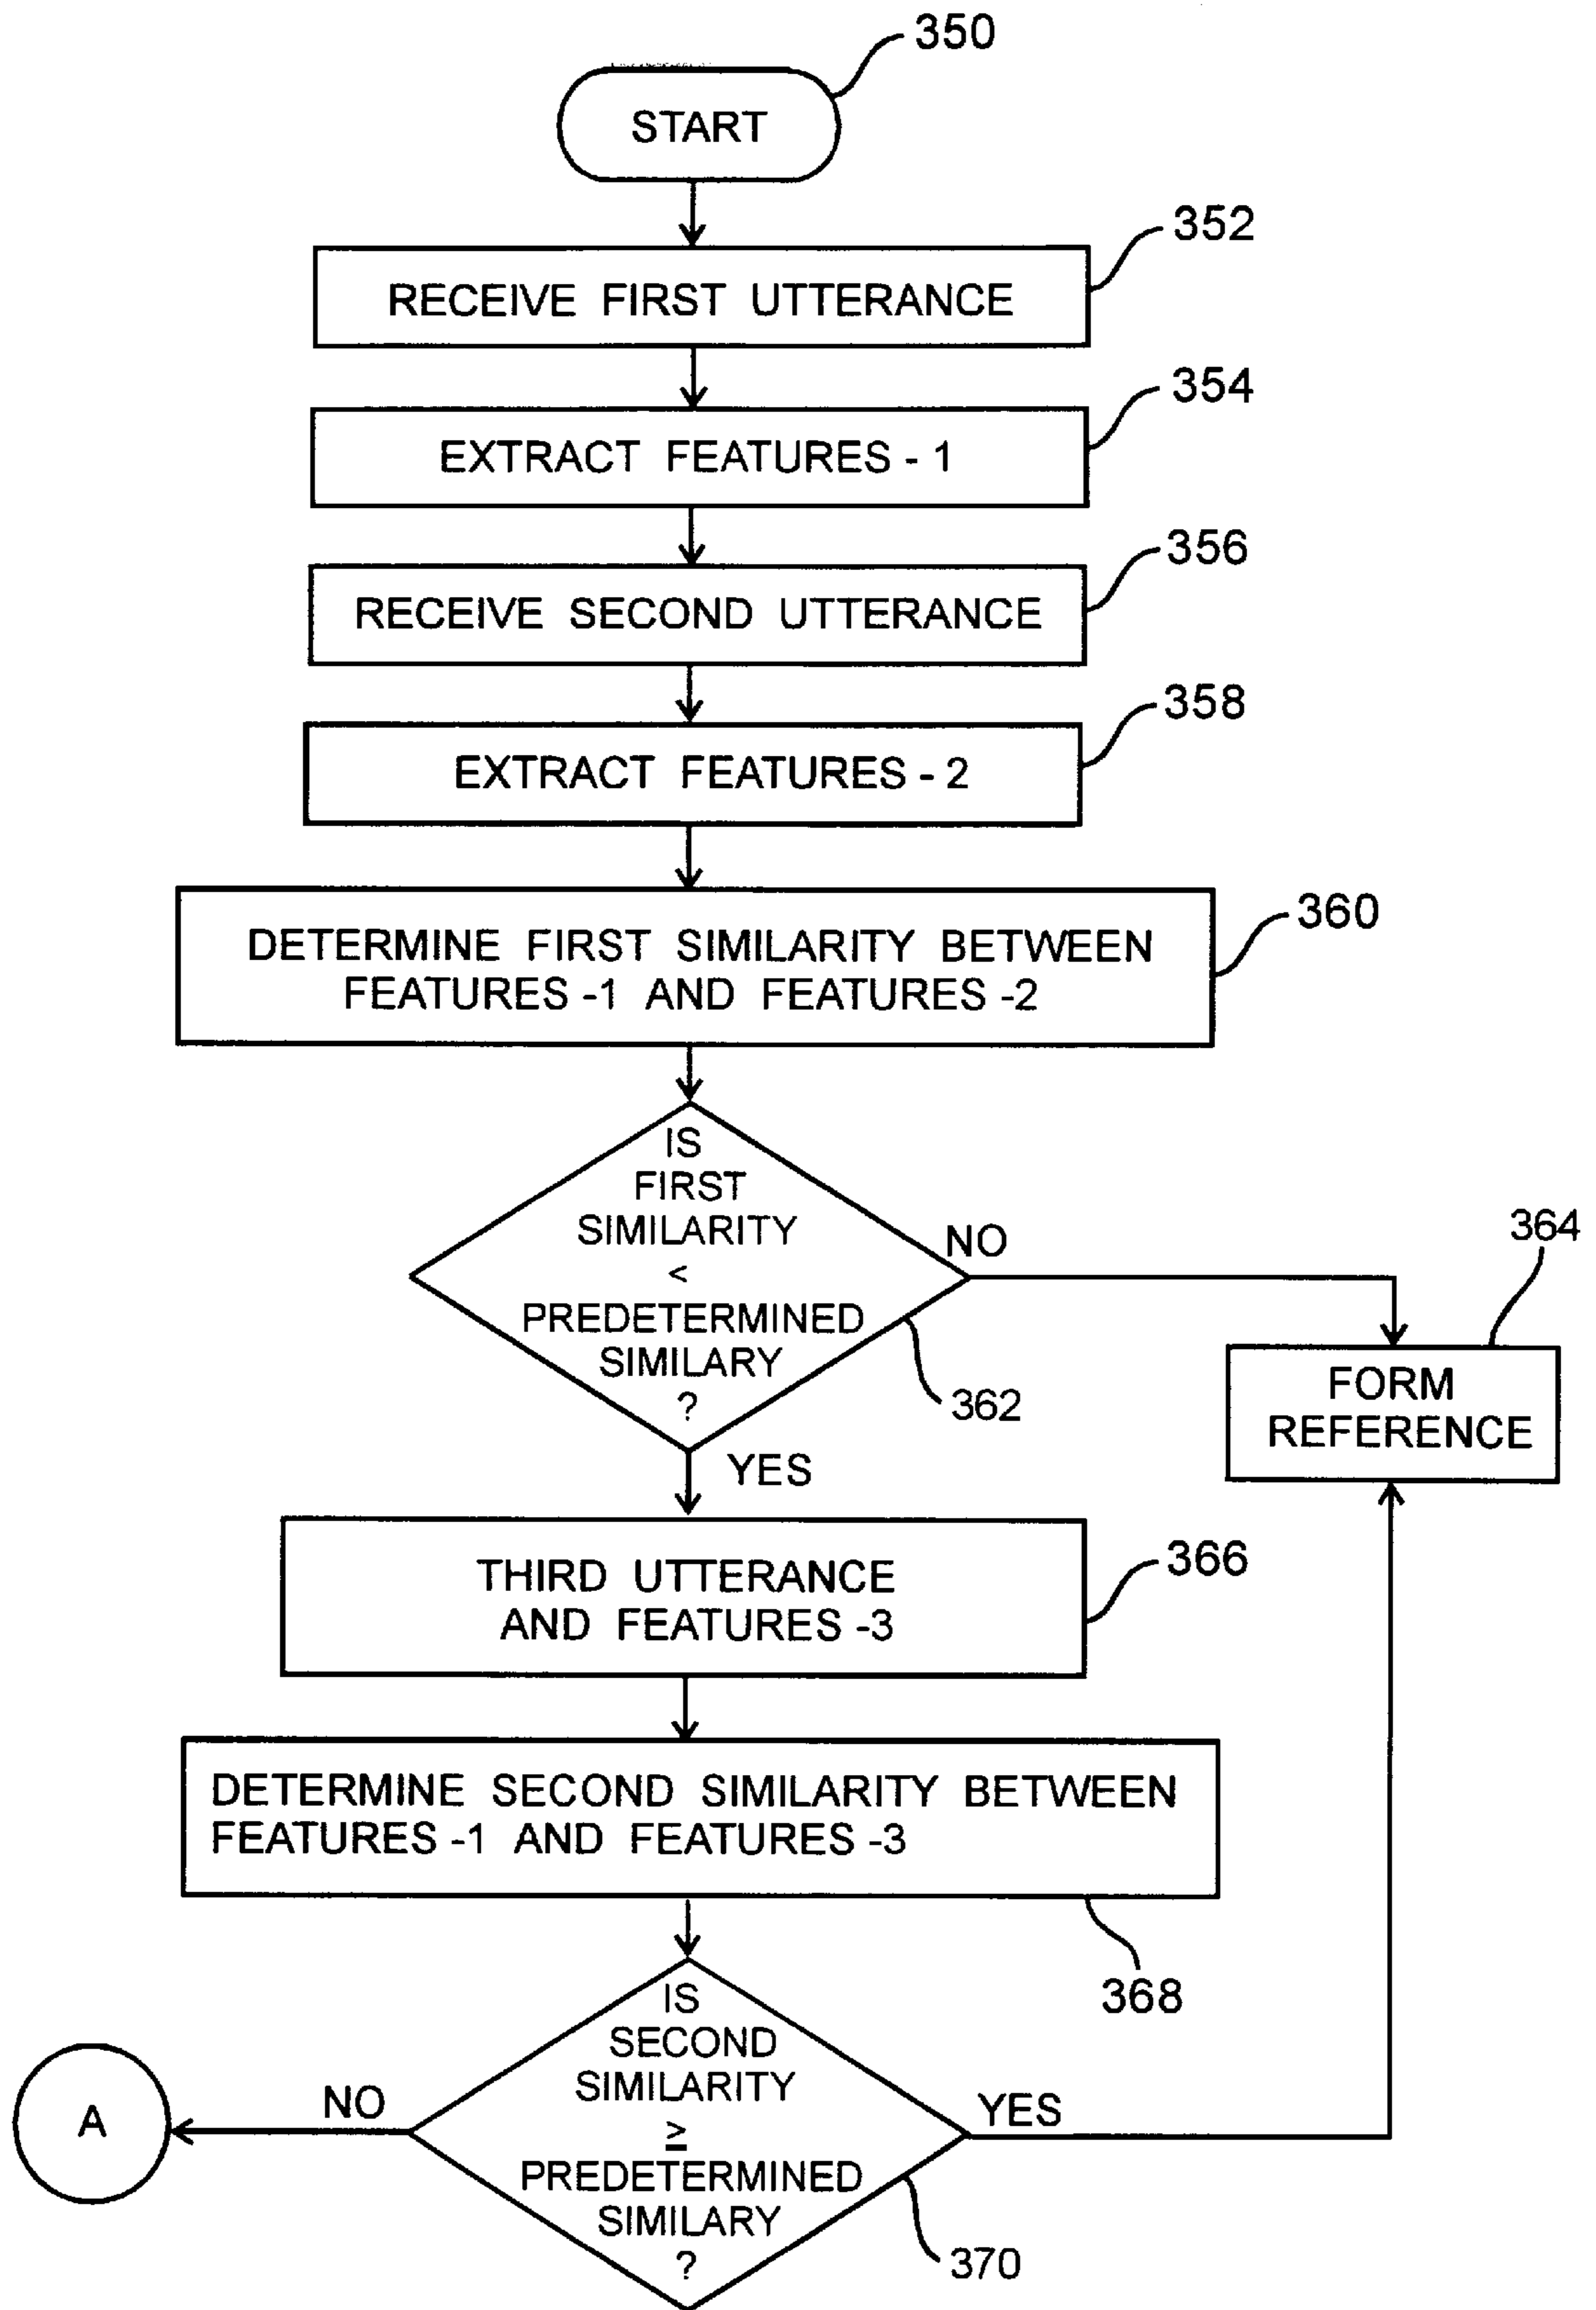 350
START
352
RECEIVE FIRST UTTERANCE
354
EXTRACT FEATURES - 1
356
RECEIVE SECOND UTTERANCE
358
EXTRACT FEATURES - 2
360
DETERMINE FIRST SIMILARITY BETWEEN
FEATURES -1 AND FEATURES -2
IS
FIRST
SIMILARITY
<
PREDETERMINED
SIMILARY
?
NO
362
364
FORM
REFERENCE
YES
366
THIRD UTTERANCE
AND FEATURES -3
DETERMINE SECOND SIMILARITY BETWEEN
FEATURES -1 AND FEATURES -3
368
IS
SECOND
SIMILARITY
≥
PREDETERMINED
SIMILARY
?
NO
A
YES
370